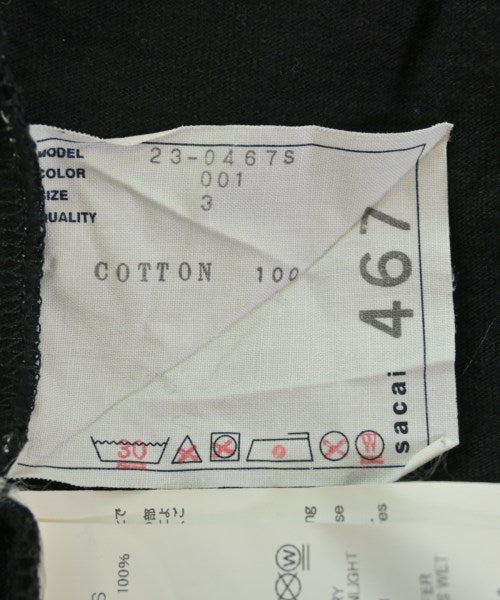 MODEL 23-0467S
COLOR 001
SIZE 3
QUALITY
COTTON 100
sacai 467
30
W
100%
W